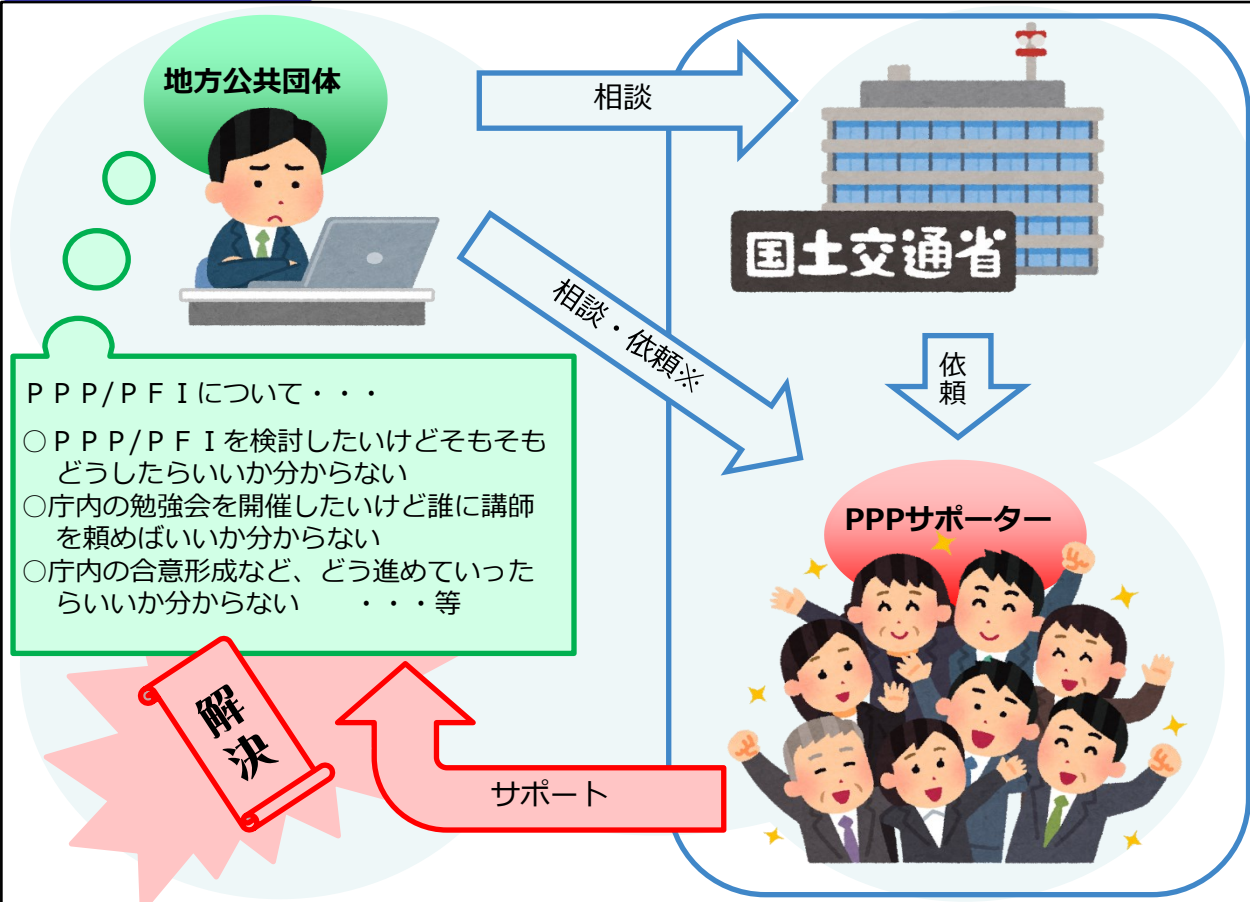 地方公共団体
相談
国土交通省
相談・依頼※
依
頼
ＰＰＰ/ＰＦＩについて・・・
○ＰＰＰ/ＰＦＩを検討したいけどそもそも
どうしたらいいか分からない
○庁内の勉強会を開催したいけど誰に講師
を頼めばいいか分からない
○庁内の合意形成など、どう進めていった
らいいか分からない　　・・・等
PPPサポーター
解
決
サポート